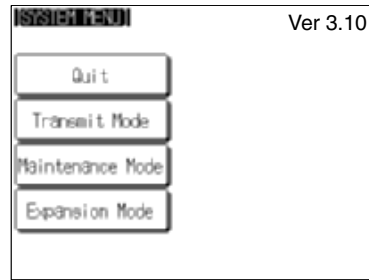 [SYSTEM MENU]
Ver 3.10
Quit
Transmit Mode
Maintenance Mode
Expansion Mode